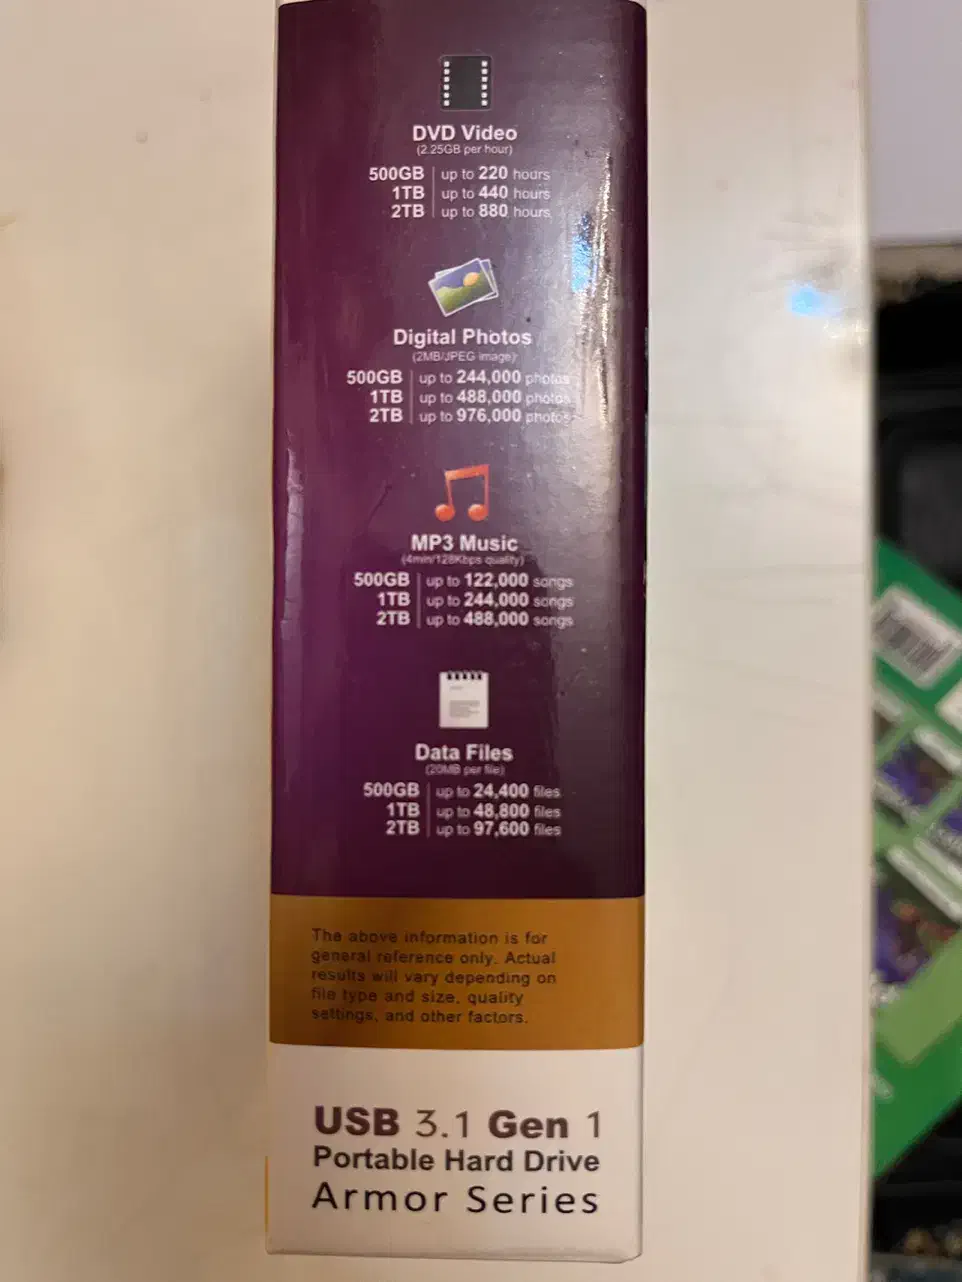 DVD Video
(2.25GB per hour)
500GB up to 220 hours
1TB up to 440 hours
2TB up to 880 hours
Digital Photos
(2MB/JPEG image)
500GB up to 244,000 photos
1TB up to 488,000 photos
2TB up to 976,000 photos
MP3 Music
(4min/128Kbps quality)
500GB up to 122,000 songs
1TB up to 244,000 songs
2TB up to 488,000 songs
Data Files
(20MB per file)
500GB up to 24,400 files
1TB up to 48,800 files
2TB up to 97,600 files
The above information is for
general reference only. Actual
results will vary depending on
file type and size, quality
settings, and other factors.
USB 3.1 Gen 1
Portable Hard Drive
Armor Series